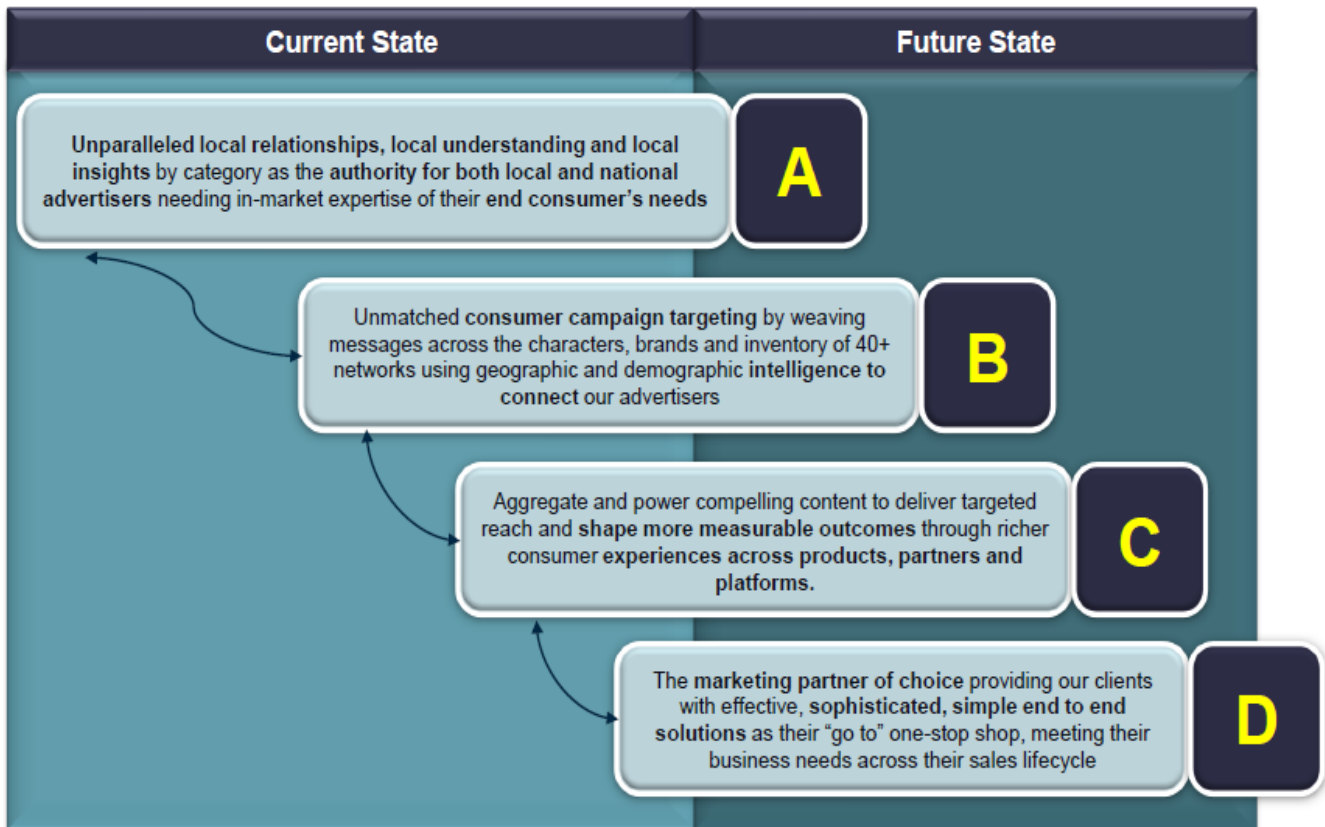 Current State
Future State
Unparalleled local relationships, local understanding and local
insights by category as the authority for both local and national
advertisers needing in-market expertise of their end consumer’s needs
A
Unmatched consumer campaign targeting by weaving
messages across the characters, brands and inventory of 40+
networks using geographic and demographic intelligence to
connect our advertisers
B
Aggregate and power compelling content to deliver targeted
reach and shape more measurable outcomes through richer
consumer experiences across products, partners and
platforms.
C
The marketing partner of choice providing our clients
with effective, sophisticated, simple end to end
solutions as their “go to” one-stop shop, meeting their
business needs across their sales lifecycle
D